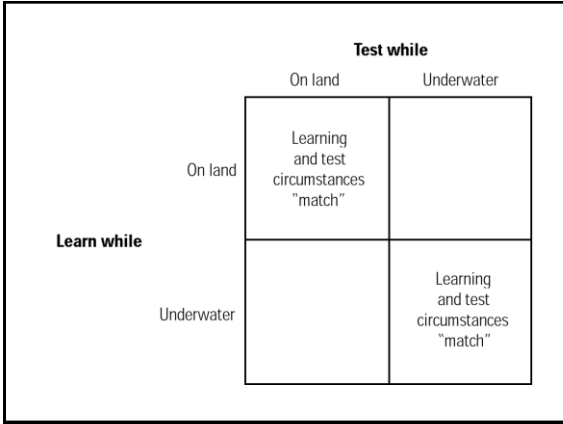 Test while
On land
Underwater
Learning
and test
circumstances
"match"
On land
Learn while
Learning
and test
circumstances
"match"
Underwater